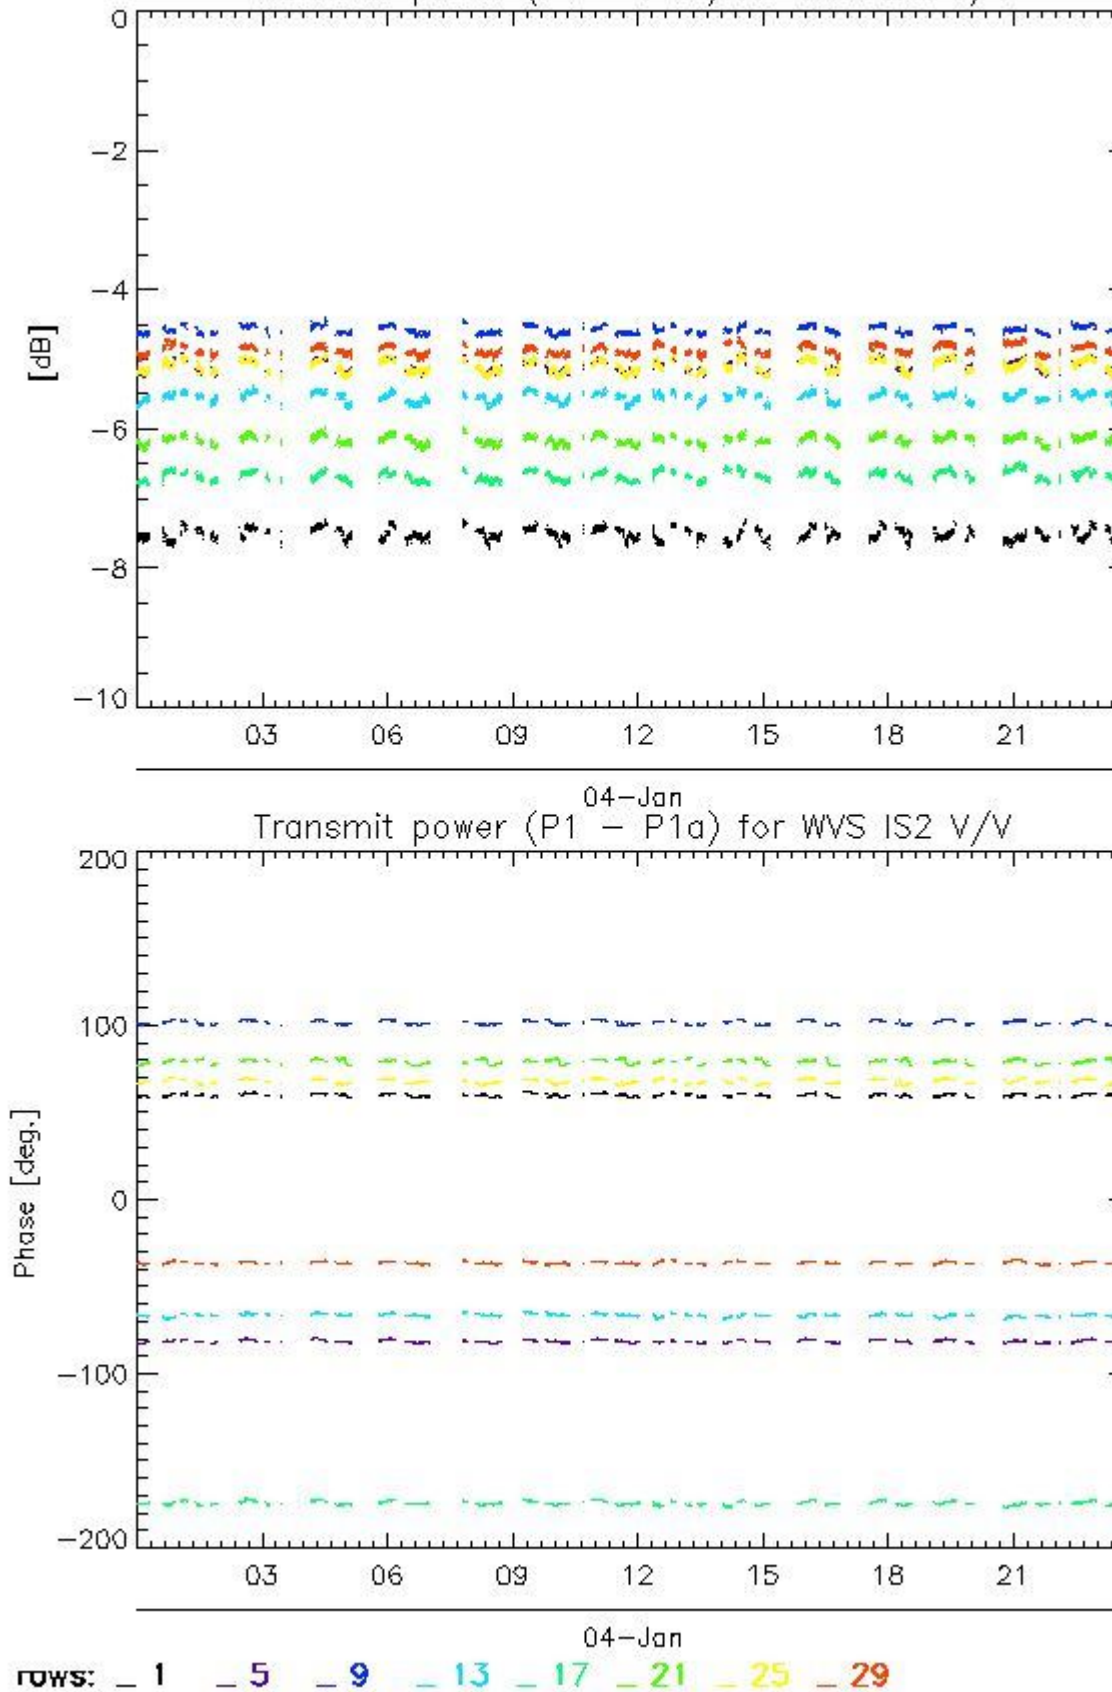 0
-2
-4
[dB]
-6
-8
-10
03 06 09 12 15 18 21
04-Jan
Transmit power (P1 - P1a) for WVS IS2 V/V
200
100
Phase [deg.]
0
-100
-200
03 06 09 12 15 18 21
04-Jan
rows: _ 1 _ 5 _ 9 _ 13 _ 17 _ 21 _ 25 _ 29